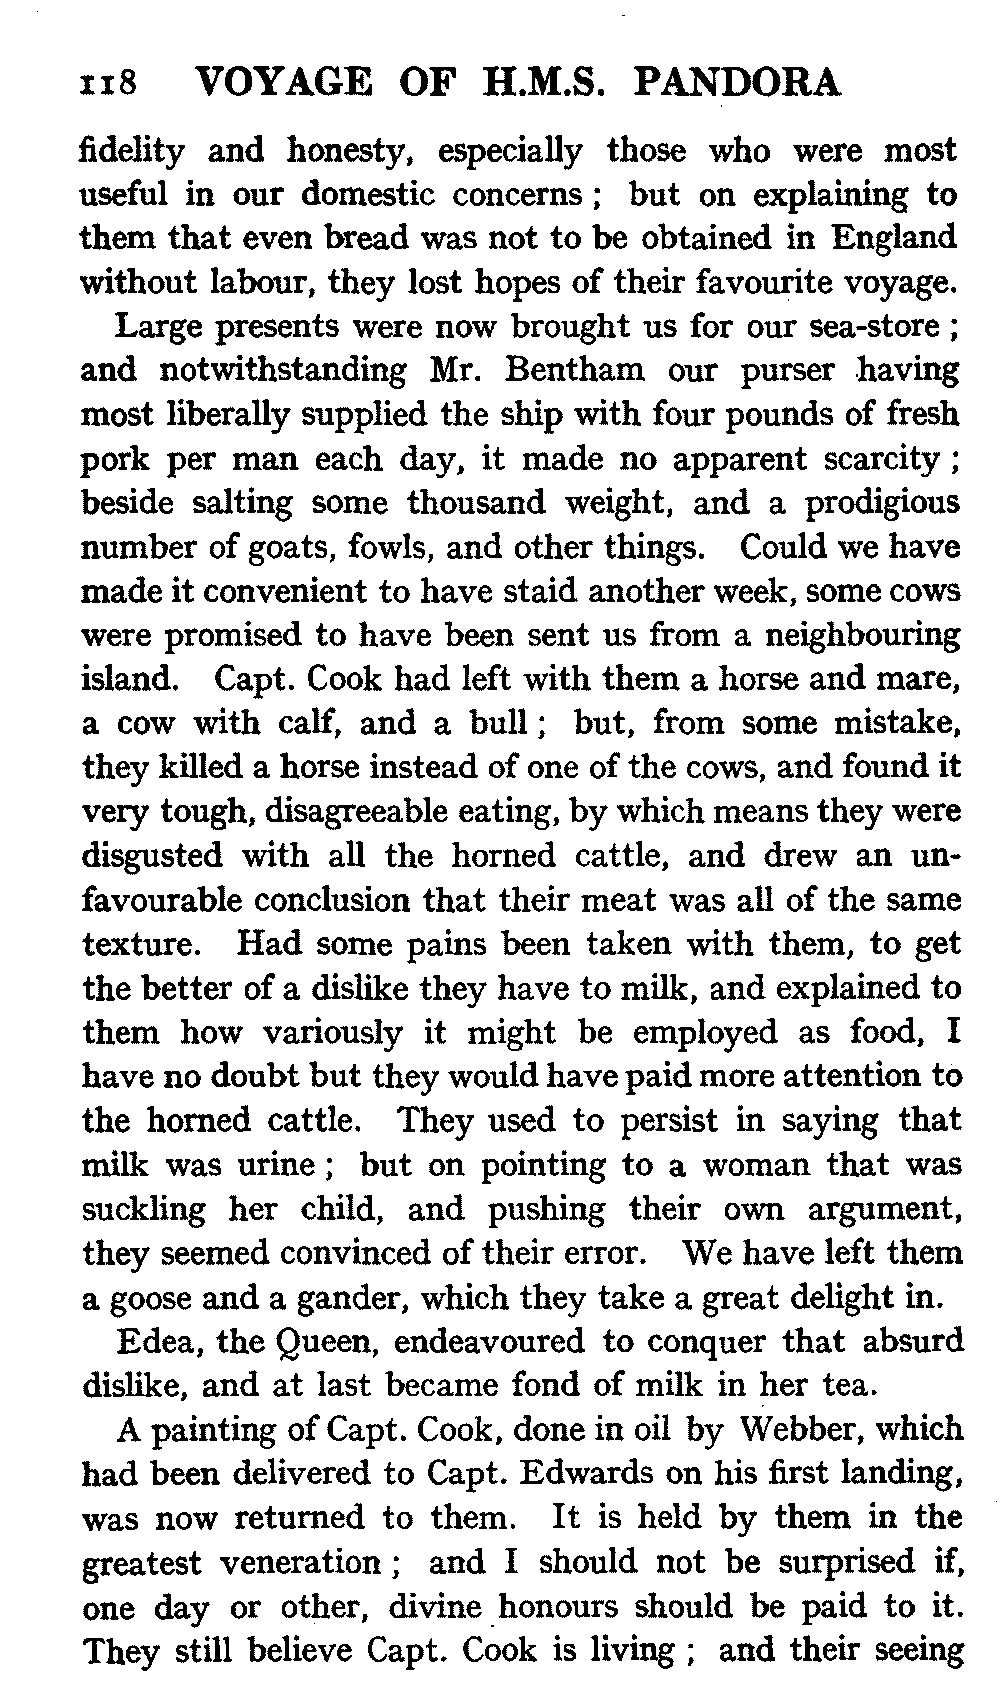 118 VOYAGE OF H.M.S. PANDORA
fidelity and honesty, especially those who were most
useful in our domestic concerns ; but on explaining to
them that even bread was not to be obtained in England
without labour, they lost hopes of their favourite voyage.
Large presents were now brought us for our sea-store ;
and notwithstanding Mr. Bentham our purser having
most liberally supplied the ship with four pounds of fresh
pork per man each day, it made no apparent scarcity ;
beside salting some thousand weight, and a prodigious
number of goats, fowls, and other things. Could we have
made it convenient to have staid another week, some cows
were promised to have been sent us from a neighbouring
island. Capt. Cook had left with them a horse and mare,
a cow with calf, and a bull ; but, from some mistake,
they killed a horse instead of one of the cows, and found it
very tough, disagreeable eating, by which means they were
disgusted with all the horned cattle, and drew an un-
favourable conclusion that their meat was all of the same
texture. Had some pains been taken with them, to get
the better of a dislike they have to milk, and explained to
them how variously it might be employed as food, I
have no doubt but they would have paid more attention to
the horned cattle. They used to persist in saying that
milk was urine ; but on pointing to a woman that was
suckling her child, and pushing their own argument,
they seemed convinced of their error. We have left them
a goose and a gander, which they take a great delight in.
Edea, the Queen, endeavoured to conquer that absurd
dislike, and at last became fond of milk in her tea.
A painting of Capt. Cook, done in oil by Webber, which
had been delivered to Capt. Edwards on his first landing,
was now returned to them. It is held by them in the
greatest veneration ; and I should not be surprised if,
one day or other, divine honours should be paid to it.
They still believe Capt. Cook is living ; and their seeing